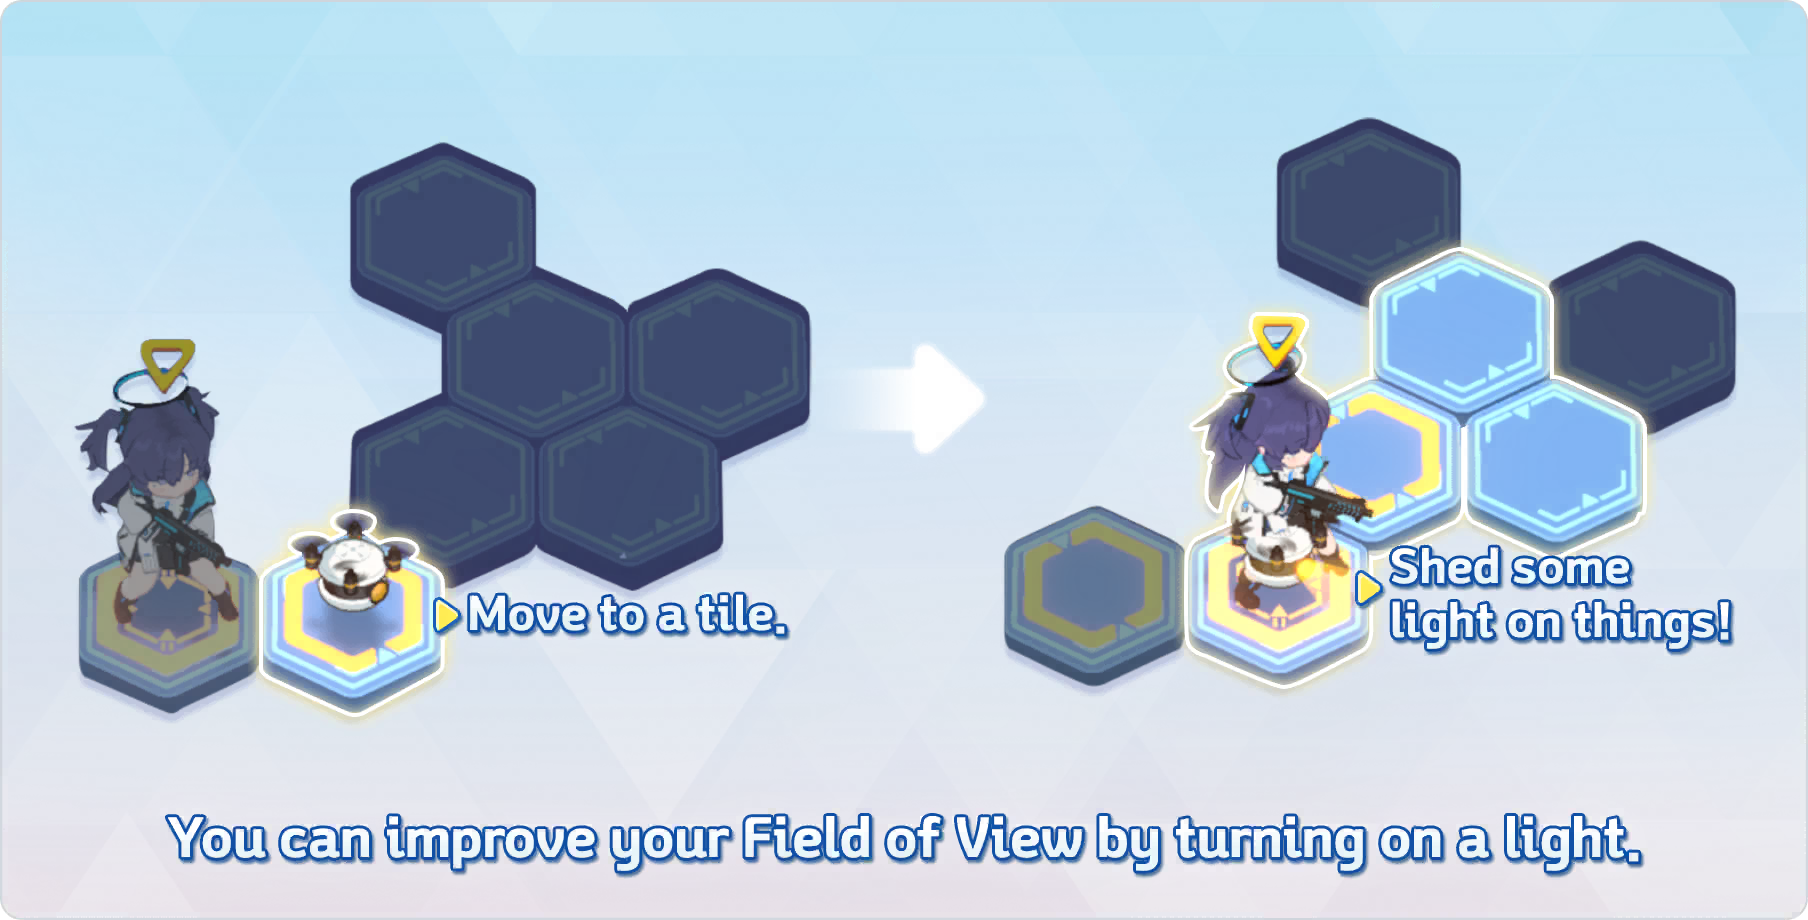 Move to a tile.
Shed some
light on things!
You can improve your Field of View by turning on a light.